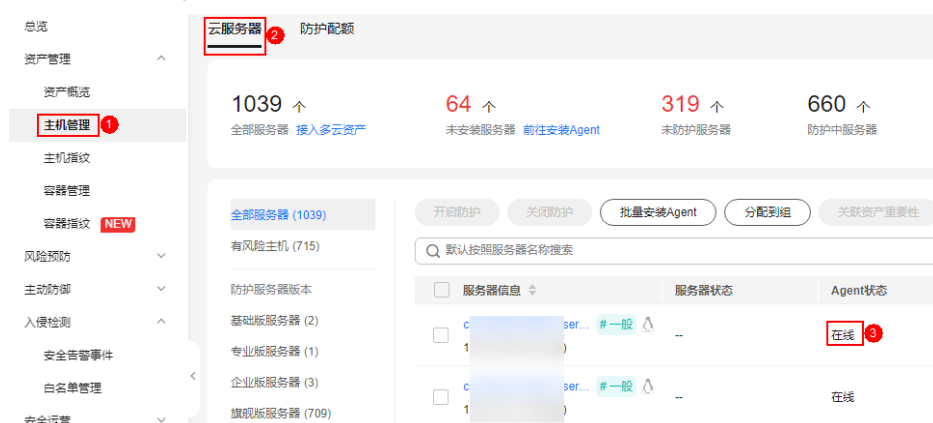 总览
资产管理
资产概览
主机管理 1
主机指纹
容器管理
容器指纹 NEW
风险预防
主动防御
入侵检测
安全告警事件
白名单管理
安全运营
云服务器 2 防护配额
1039 个
全部服务器 接入多云资产
64 个
未安装服务器 前往安装Agent
319 个
未防护服务器
660 个
防护中服务器
全部服务器 (1039)
有风险主机 (715)
防护服务器版本
基础版服务器 (2)
专业版服务器 (1)
企业版服务器 (3)
旗舰版服务器 (709)
开启防护 关闭防护 批量安装Agent 分配到组 关联资产重要性
默认按照服务器名称搜索
服务器信息 服务器状态 Agent状态
c ser... #一般 -- 在线 3
1 )
c ser... #一般 -- 在线
1 )